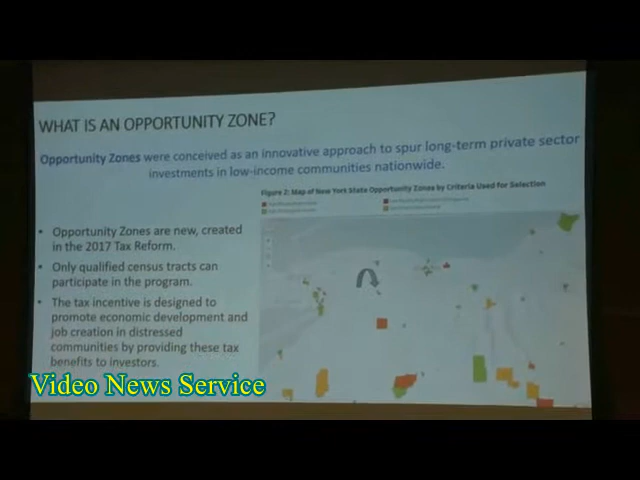 WHAT IS AN OPPORTUNITY ZONE?
Opportunity Zones were conceived as an innovative approach to spur long-term private sector
investments in low-income communities nationwide.
Figure 2: Map of New York State Opportunity Zones by Criteria Used for Selection
• Opportunity Zones are new, created
in the 2017 Tax Reform.
• Only qualified census tracts can
participate in the program.
• The tax incentive is designed to
promote economic development and
job creation in distressed
communities by providing these tax
benefits to investors.
Video News Service